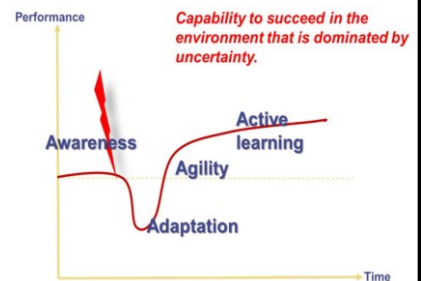 Performance
Capability to succeed in the
environment that is dominated by
uncertainty.
Awareness
Active
learning
Agility
Adaptation
Time